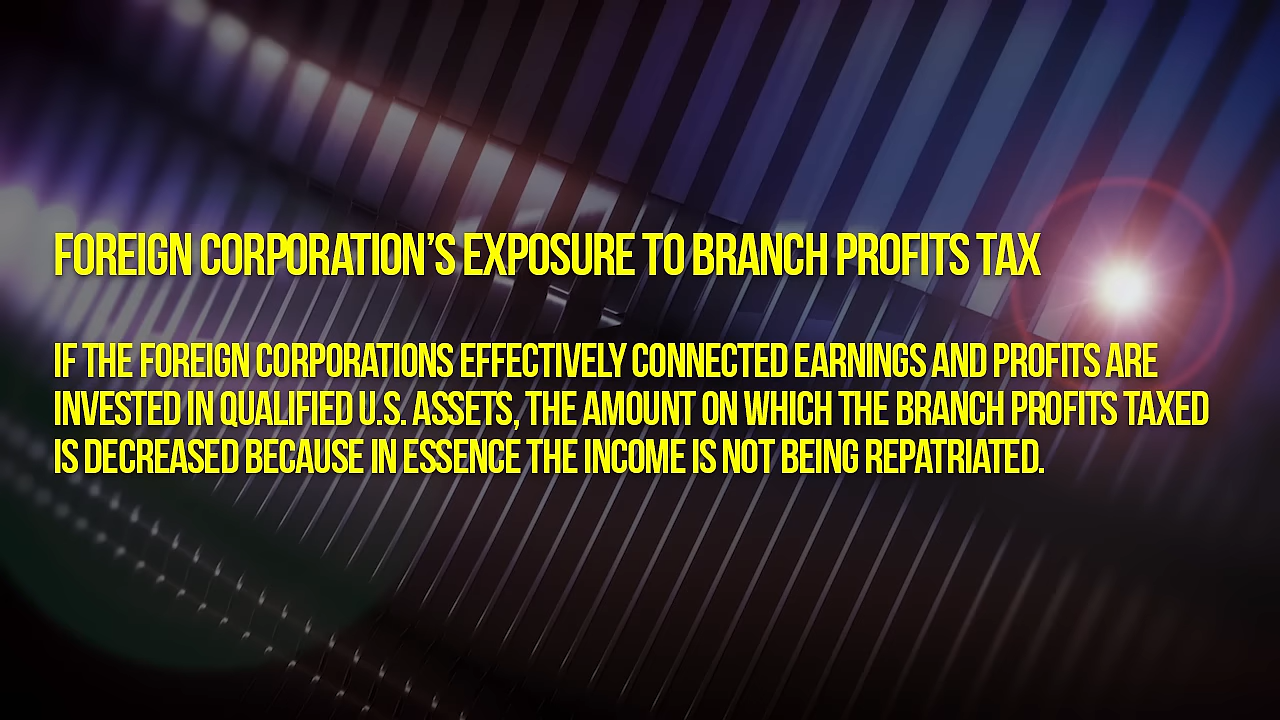 FOREIGN CORPORATION’S EXPOSURE TO BRANCH PROFITS TAX
IF THE FOREIGN CORPORATIONS EFFECTIVELY CONNECTED EARNINGS AND PROFITS ARE
INVESTED IN QUALIFIED U.S. ASSETS, THE AMOUNT ON WHICH THE BRANCH PROFITS TAXED
IS DECREASED BECAUSE IN ESSENCE THE INCOME IS NOT BEING REPATRIATED.